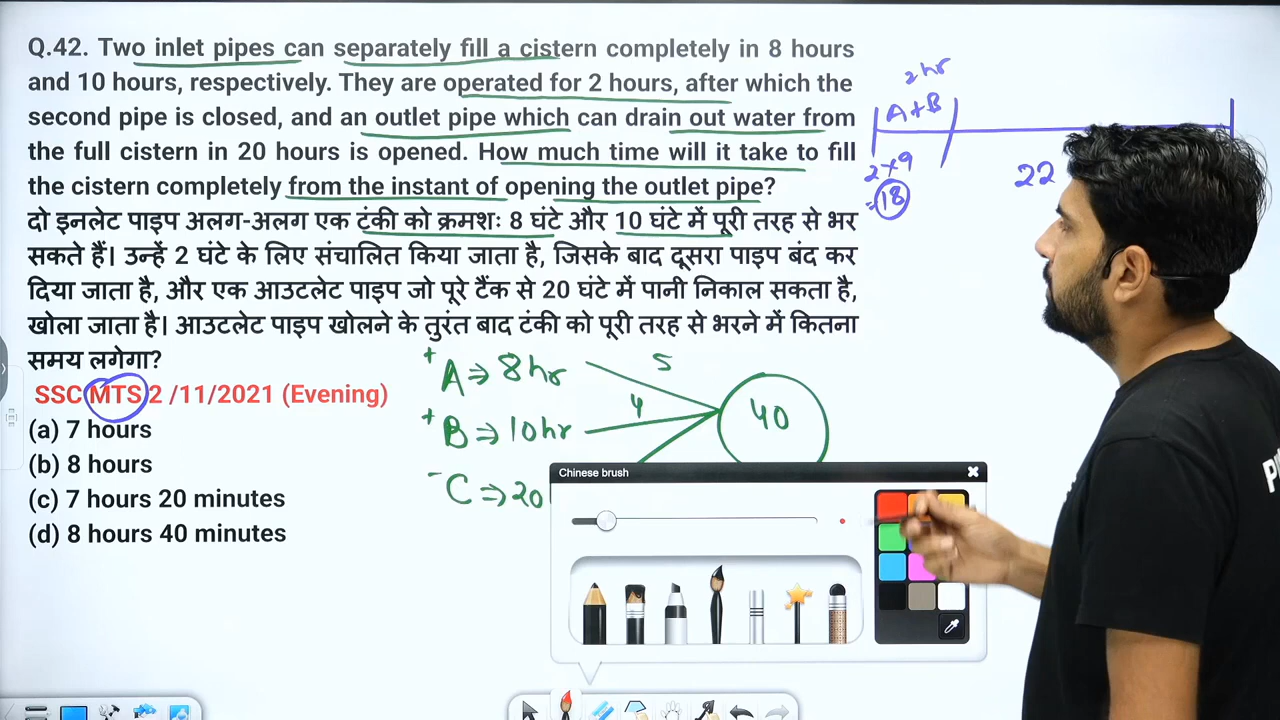 Q.42. Two inlet pipes can separately fill a cistern completely in 8 hours
and 10 hours, respectively. They are operated for 2 hours, after which the
second pipe is closed, and an outlet pipe which can drain out water from
the full cistern in 20 hours is opened. How much time will it take to fill
the cistern completely from the instant of opening the outlet pipe?
दो इनलेट पाइप अलग-अलग एक टंकी को क्रमशः 8 घंटे और 10 घंटे में पूरी तरह से भर
सकते हैं। उन्हें 2 घंटे के लिए संचालित किया जाता है, जिसके बाद दूसरा पाइप बंद कर
दिया जाता है, और एक आउटलेट पाइप जो पूरे टैंक से 20 घंटे में पानी निकाल सकता है,
खोला जाता है। आउटलेट पाइप खोलने के तुरंत बाद टंकी को पूरी तरह से भरने में कितना
समय लगेगा?
SSC MTS 2 /11/2021 (Evening)
(a) 7 hours
(b) 8 hours
(c) 7 hours 20 minutes
(d) 8 hours 40 minutes
2hr
A+B
2×9
=18
22
+A⇒8hr
5
+B⇒10hr
4
40
-C⇒20
Chinese brush